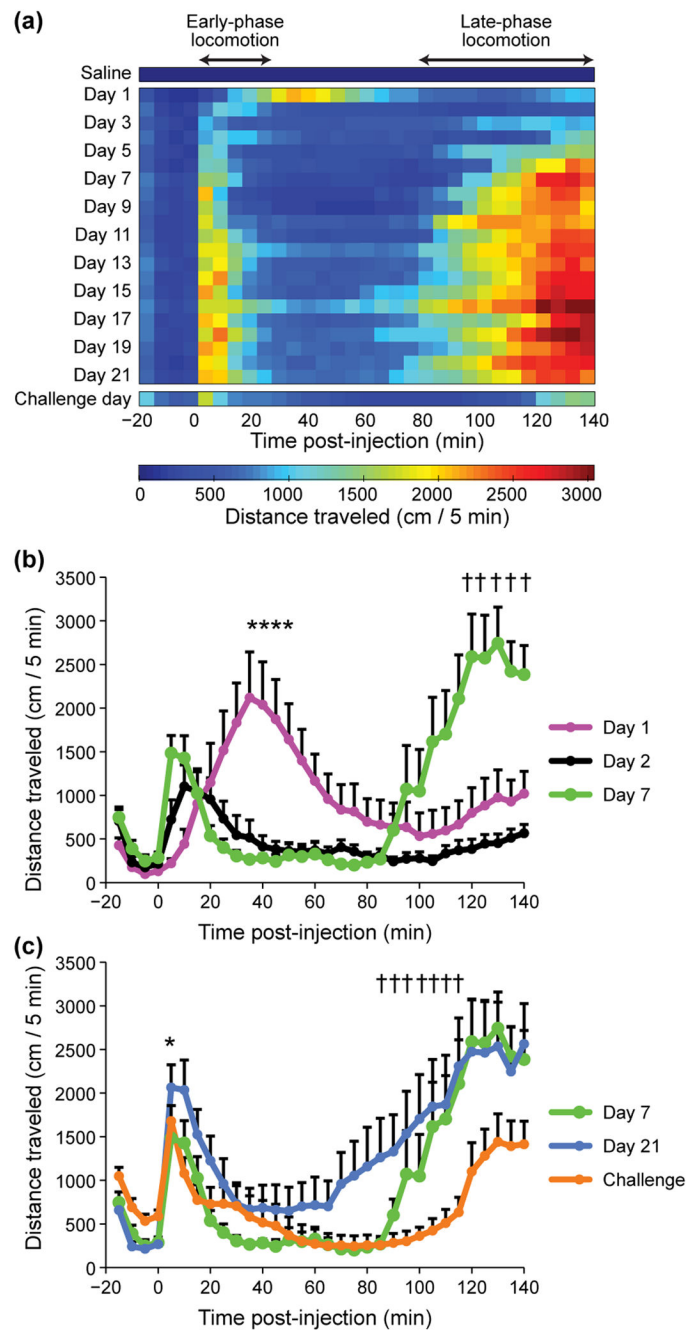 (a)
Early-phase locomotion
Late-phase locomotion
Saline
Day 1
Day 3
Day 5
Day 7
Day 9
Day 11
Day 13
Day 15
Day 17
Day 19
Day 21
Challenge day
−20 0 20 40 60 80 100 120 140
Time post-injection (min)
0 500 1000 1500 2000 2500 3000
Distance traveled (cm / 5 min)
(b)
Distance traveled (cm / 5 min)
3500
3000
2500
2000
1500
1000
500
0
****
†† † † †
Day 1
Day 2
Day 7
−20 0 20 40 60 80 100 120 140
Time post-injection (min)
(c)
Distance traveled (cm / 5 min)
3500
3000
2500
2000
1500
1000
500
0
*
†††††††
Day 7
Day 21
Challenge
−20 0 20 40 60 80 100 120 140
Time post-injection (min)